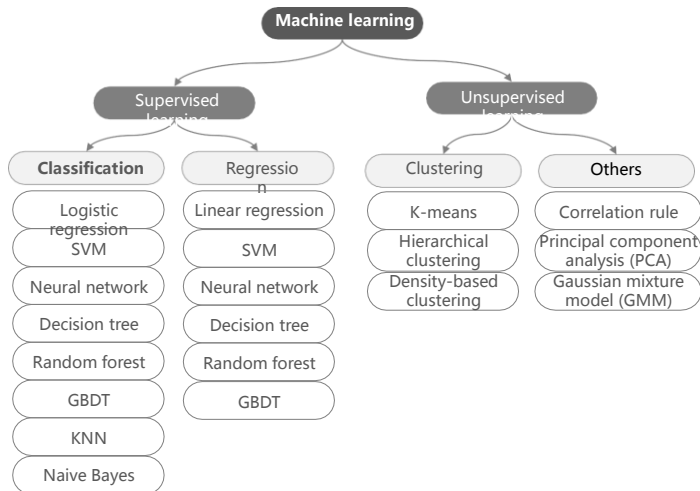 Machine learning
Supervised
learning
Unsupervised
learning
Classification
Regressio
n
Clustering
Others
Logistic
regression
SVM
Neural network
Decision tree
Random forest
GBDT
KNN
Naive Bayes
Linear regression
SVM
Neural network
Decision tree
Random forest
GBDT
K-means
Hierarchical
clustering
Density-based
clustering
Correlation rule
Principal component
analysis (PCA)
Gaussian mixture
model (GMM)